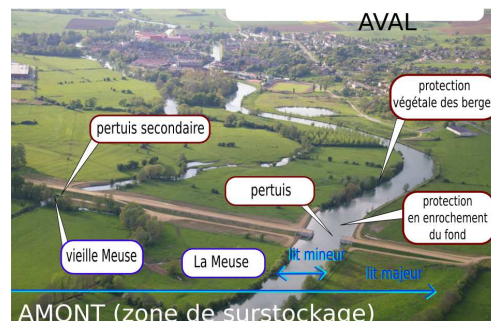 AVAL
protection
végétale des berge
pertuis secondaire
pertuis
protection
en enrochement
du fond
vieille Meuse
La Meuse
lit mineur
lit majeur
AMONT (zone de surstockage)